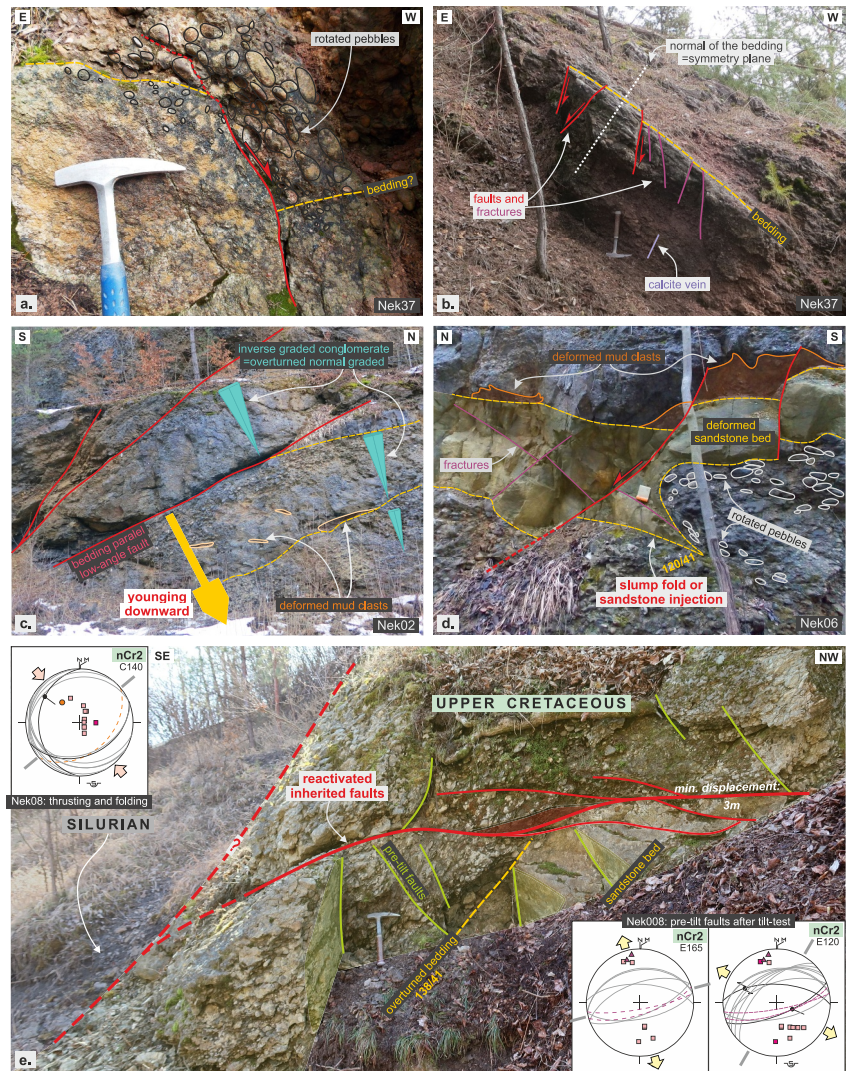 E
W
rotated pebbles
bedding?
a.
Nek37
E
W
normal of the bedding
=symmetry plane
faults and
fractures
bedding
calcite vein
b.
Nek37
S
N
inverse graded conglomerate
=overturned normal graded
bedding paralel
low-angle fault
younging
downward
deformed mud clasts
c.
Nek02
N
S
deformed mud clasts
deformed
sandstone bed
fractures
rotated pebbles
120/41
slump fold or
sandstone injection
d.
Nek06
nCr2
C140
N
M
S
Nek08: thrusting and folding
SE
NW
UPPER CRETACEOUS
reactivated
inherited faults
min. displacement:
3m
SILURIAN
?
pre-tilt faults
sandstone bed
overturned bedding
138/41
Nek008: pre-tilt faults after tilt-test
nCr2
E165
N
M
nCr2
E120
N
M
S
e.